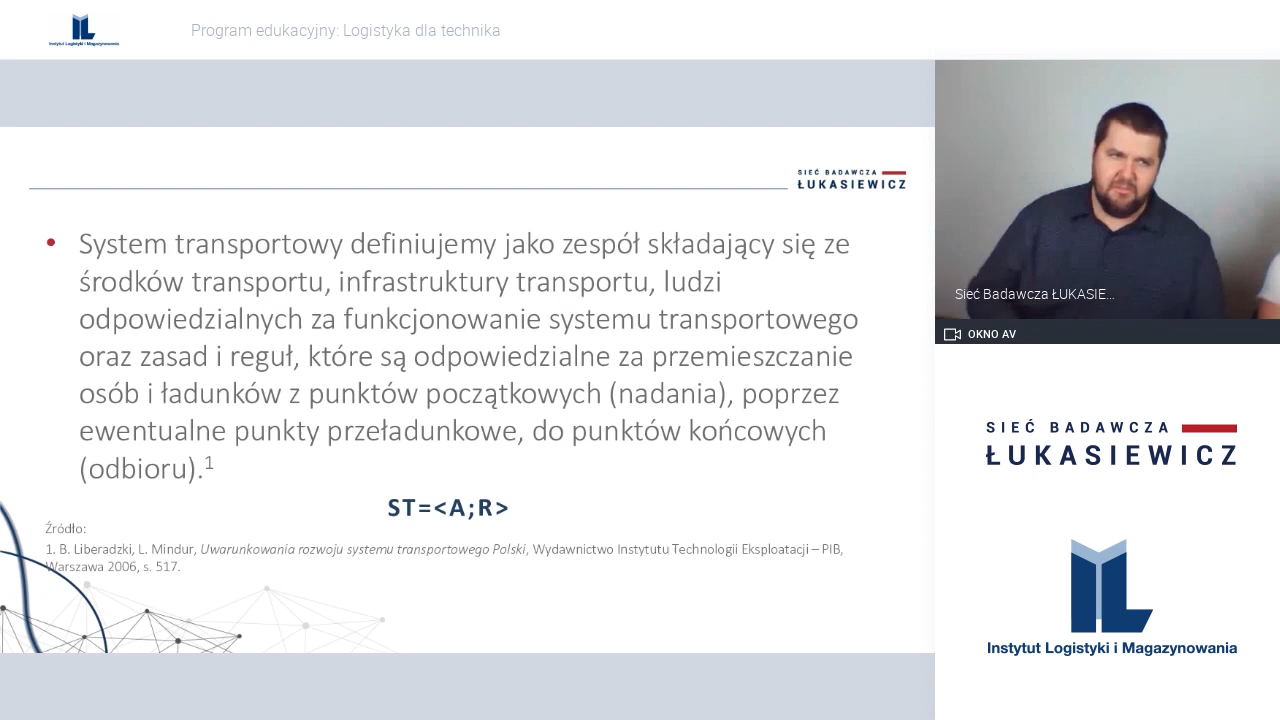 Instytut Logistyki i Magazynowania
Program edukacyjny: Logistyka dla technika
SIEĆ BADAWCZA
ŁUKASIEWICZ
• System transportowy definiujemy jako zespół składający się ze
środków transportu, infrastruktury transportu, ludzi
odpowiedzialnych za funkcjonowanie systemu transportowego
oraz zasad i reguł, które są odpowiedzialne za przemieszczanie
osób i ładunków z punktów początkowych (nadania), poprzez
ewentualne punkty przeładunkowe, do punktów końcowych
(odbioru).1
ST=<A;R>
Źródło:
1. B. Liberadzki, L. Mindur, Uwarunkowania rozwoju systemu transportowego Polski, Wydawnictwo Instytutu Technologii Eksploatacji – PIB,
Warszawa 2006, s. 517.
Sieć Badawcza ŁUKASIE...
OKNO AV
SIEĆ BADAWCZA
ŁUKASIEWICZ
Instytut Logistyki i Magazynowania